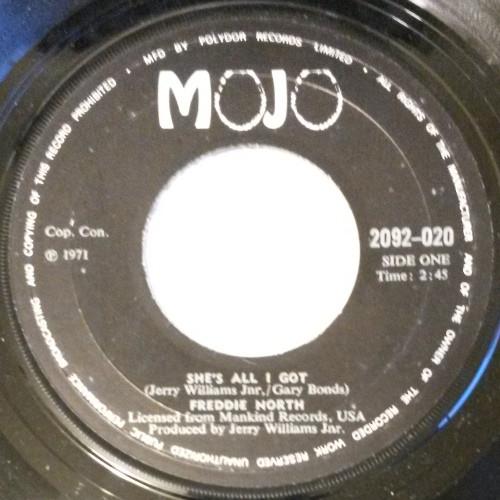 MFD BY POLYDOR RECORDS LIMITED · ALL RIGHTS OF THE MANUFACTURER AND OF THE OWNER OF THE RECORDED WORK RESERVED UNAUTHORIZED PUBLIC PERFORMANCE BROADCASTING AND COPYING OF THIS RECORD PROHIBITED ·
MOJO
Cop. Con.
℗ 1971
2092-020
SIDE ONE
Time: 2:45
SHE'S ALL I GOT
(Jerry Williams Jnr./Gary Bonds)
FREDDIE NORTH
Licensed from Mankind Records, USA
Produced by Jerry Williams Jnr.